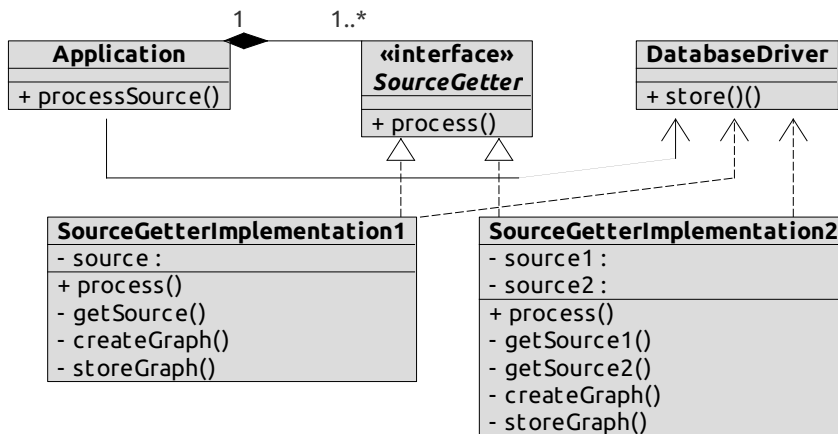 1
1..*
Application
+ processSource()
«interface»
SourceGetter
+ process()
DatabaseDriver
+ store()()
SourceGetterImplementation1
- source :
+ process()
- getSource()
- createGraph()
- storeGraph()
SourceGetterImplementation2
- source1 :
- source2 :
+ process()
- getSource1()
- getSource2()
- createGraph()
- storeGraph()